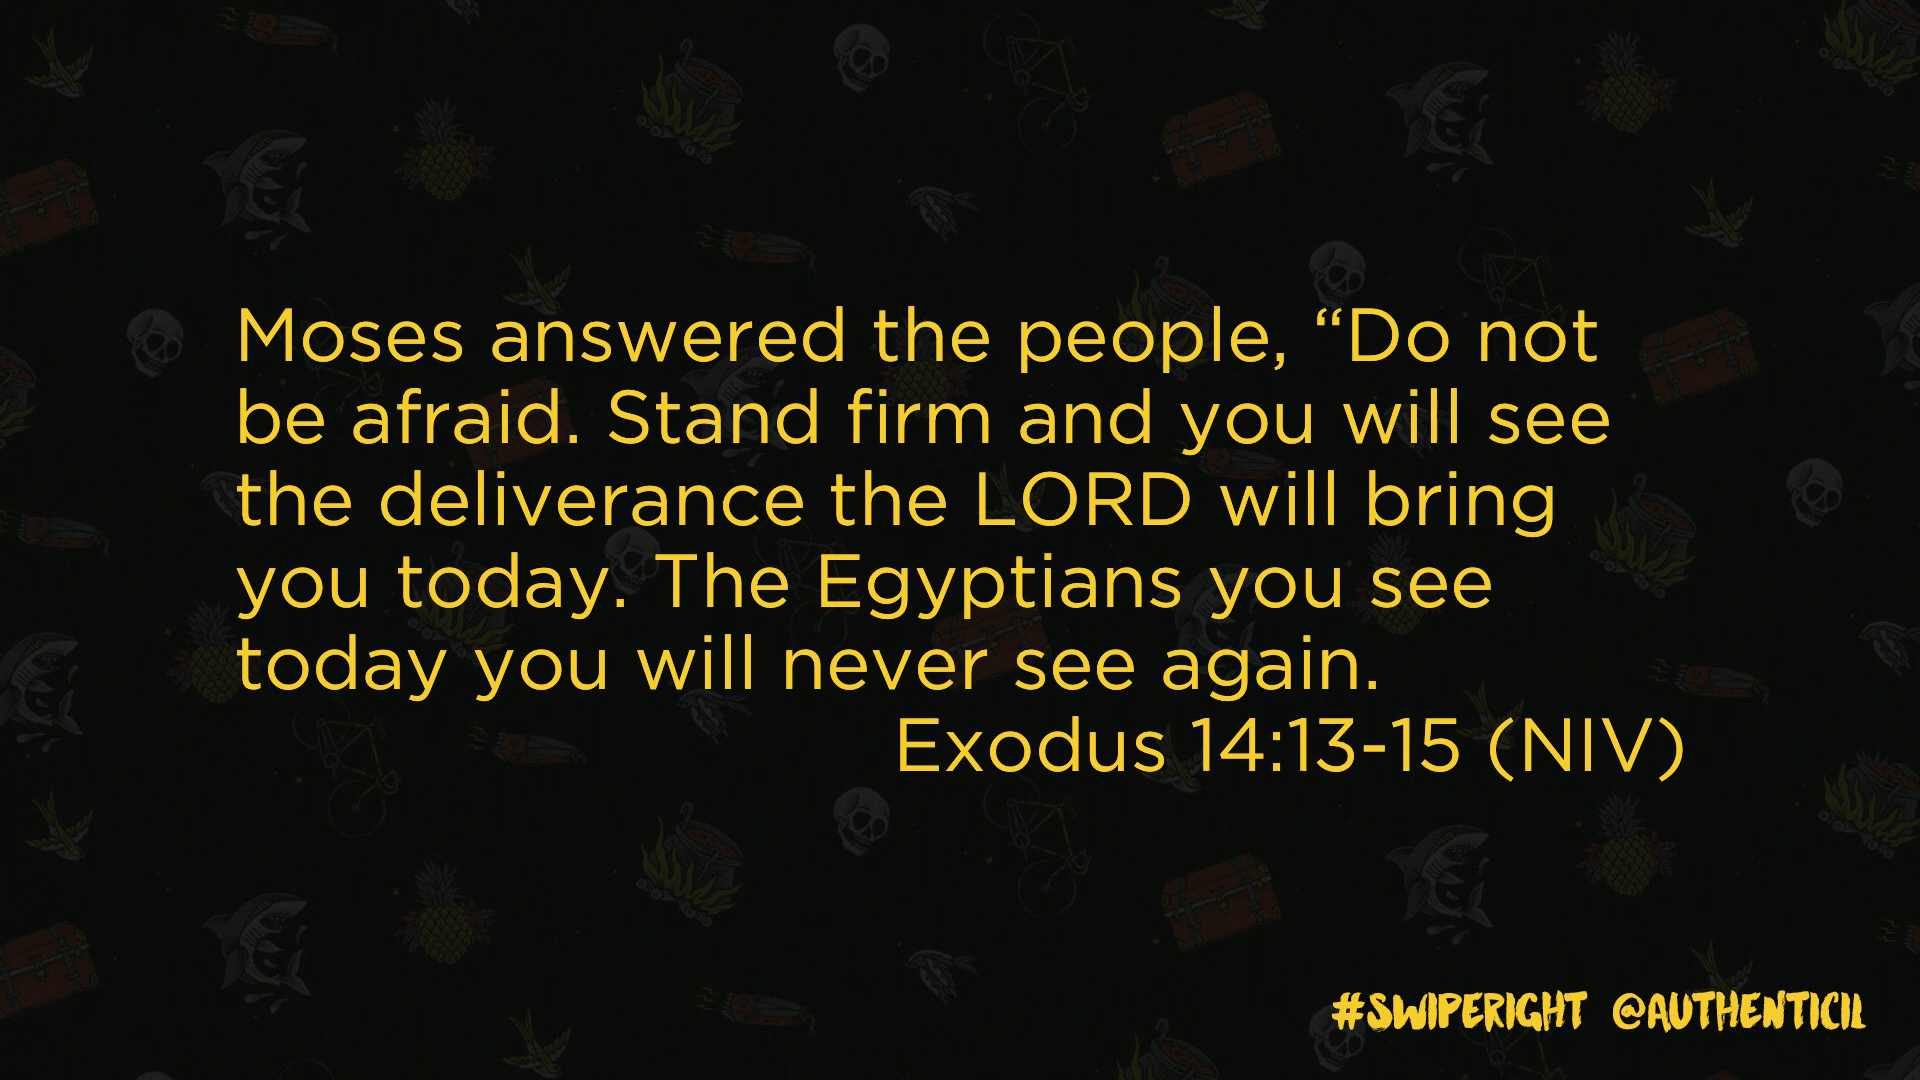 Moses answered the people, “Do not
be afraid. Stand firm and you will see
the deliverance the LORD will bring
you today. The Egyptians you see
today you will never see again.
Exodus 14:13-15 (NIV)
#SWIPERIGHT @AUTHENTICIL